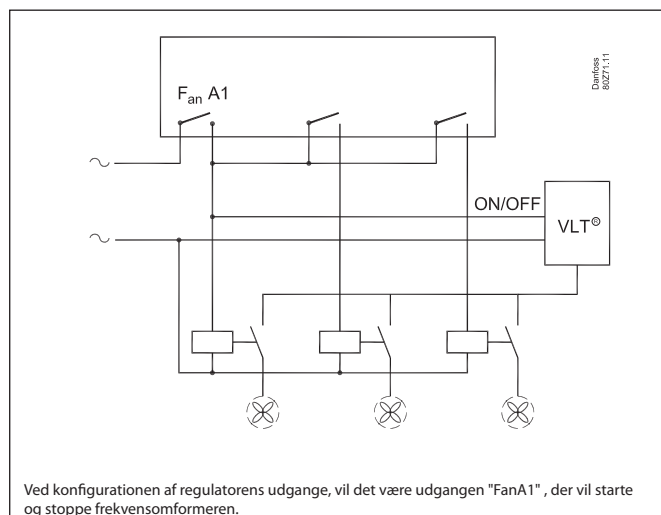 Danfoss
80Z71.11
Fan A1
ON/OFF
VLT®
Ved konfigurationen af regulatorens udgange, vil det være udgangen "FanA1" , der vil starte
og stoppe frekvensomformeren.